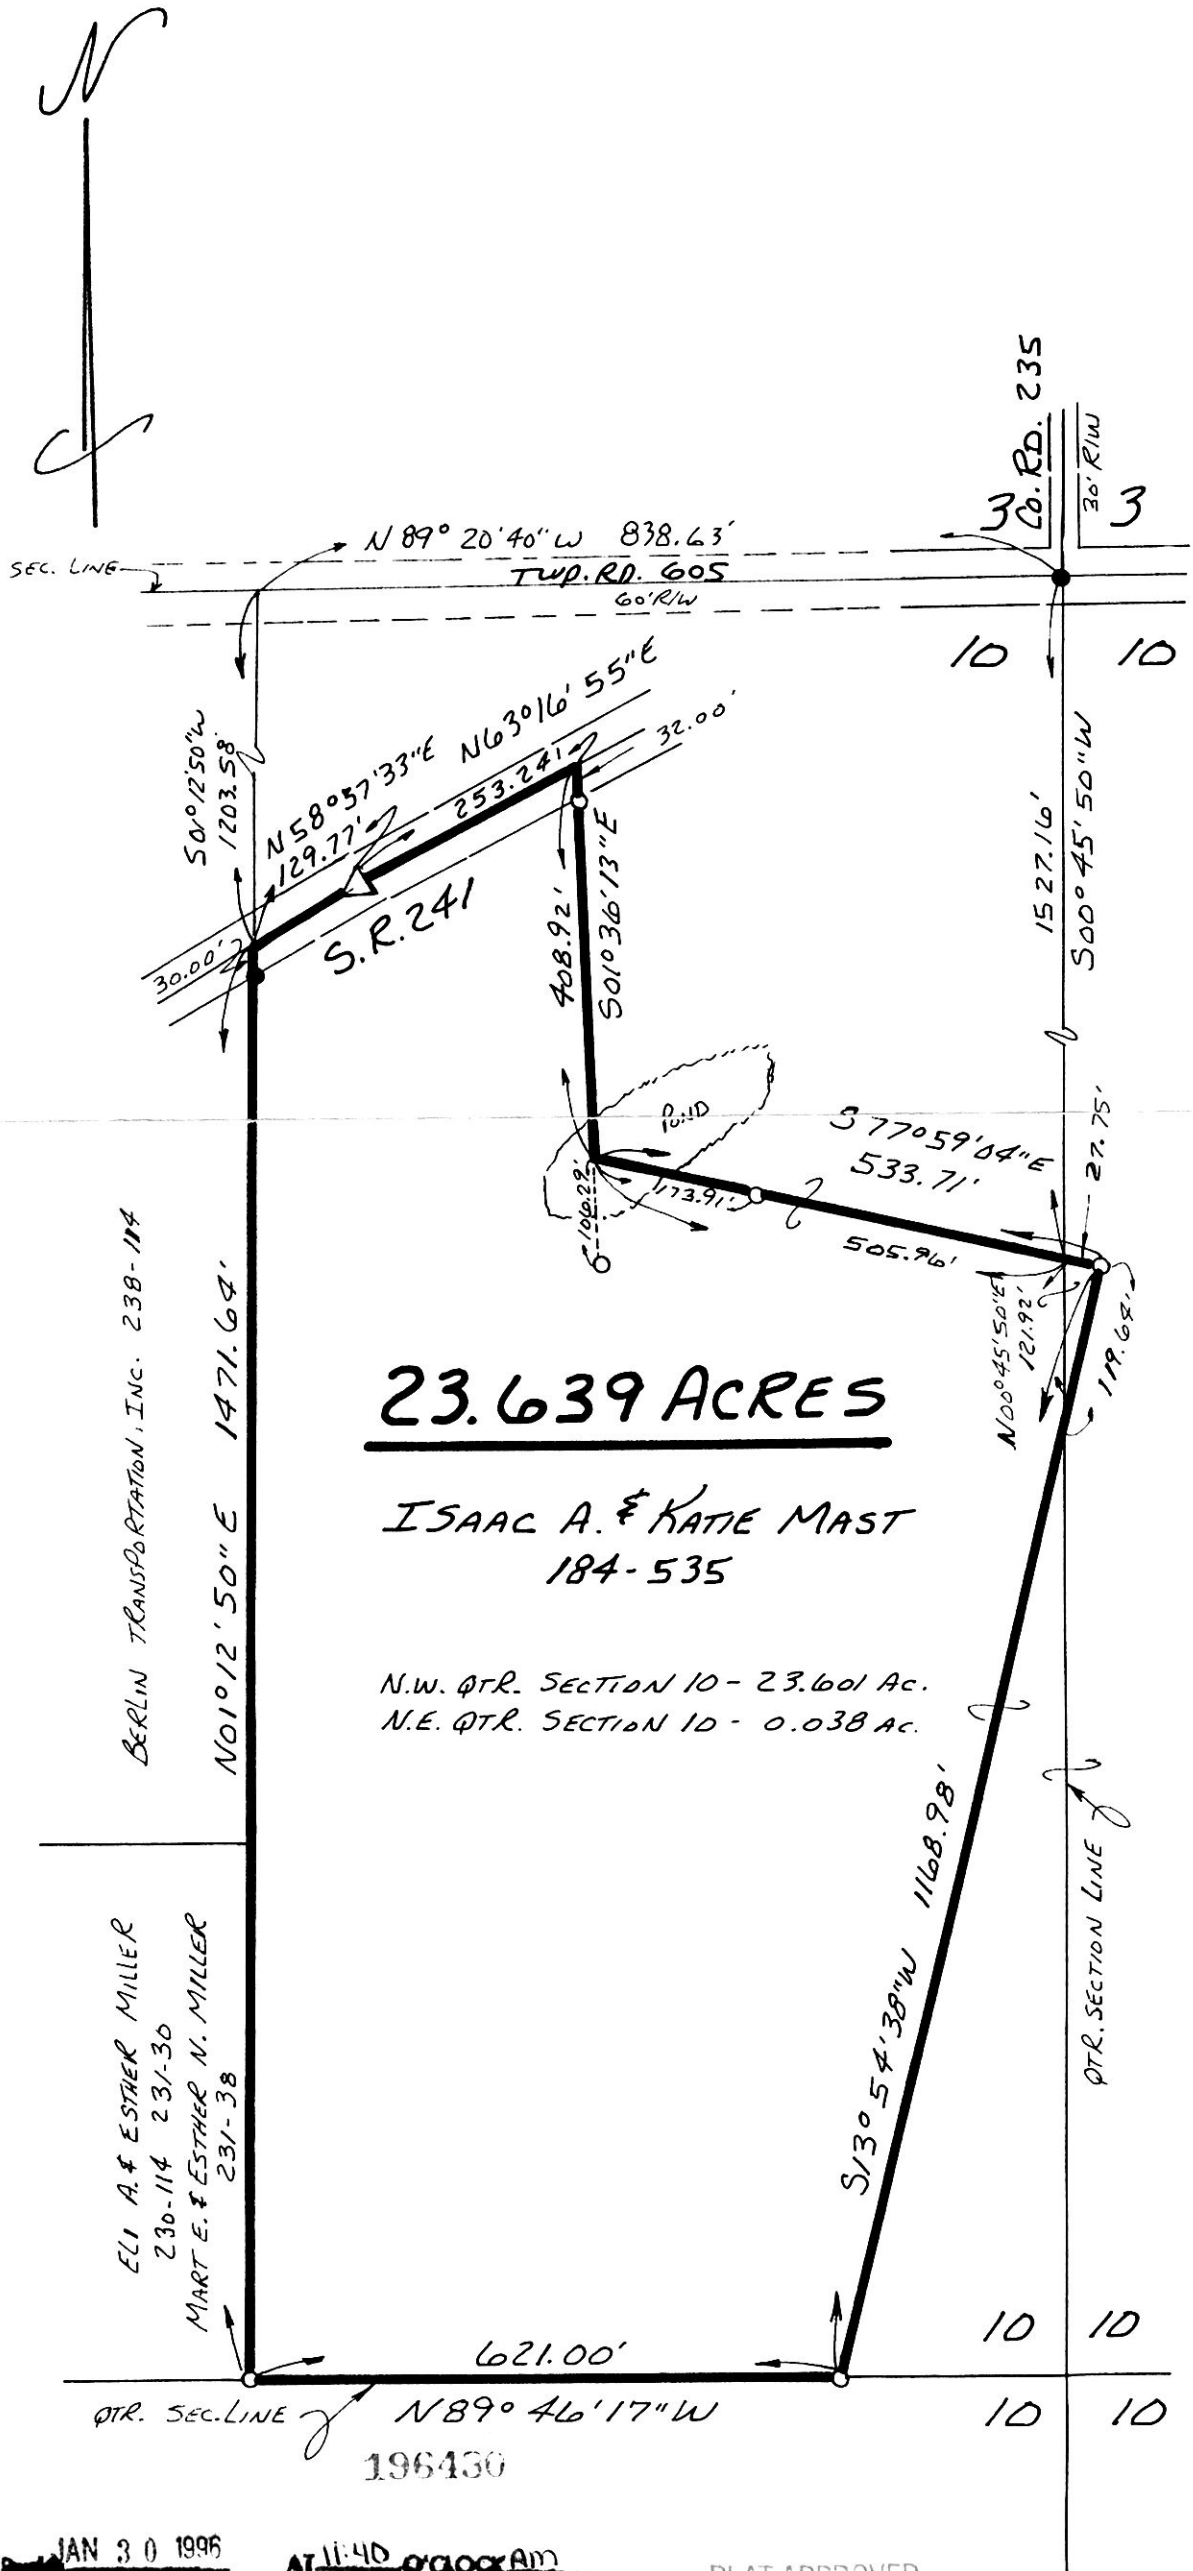 N
Co. RD. 235
30' R/W
3 3
N 89° 20' 40" W 838.63'
SEC. LINE
TWP. RD. 605
60' R/W
10 10
S01°12'50"W
1203.58'
N 58°57'33"E
129.77'
N63°16'55"E
253.24'
32.00'
30.00'
S.R. 241
408.92'
S01°36'13"E
1527.16'
S00°45'50"W
POND
S 77°59'04"E
533.71'
27.75'
106.29'
173.91'
505.96'
N00°45'50"E
121.92'
119.64'
BERLIN TRANSPORTATION, INC. 238-114
N01°12'50"E 1471.64'
23.639 ACRES
ISAAC A. & KATIE MAST
184-535
N.W. QTR. SECTION 10 - 23.601 AC.
N.E. QTR. SECTION 10 - 0.038 AC.
S13°54'38"W 1168.98'
QTR. SECTION LINE
ELI A. & ESTHER MILLER
230-114 231-30
MART E. & ESTHER N. MILLER
231-38
10 10
621.00'
QTR. SEC. LINE
N 89° 46' 17" W
10 10
196430
JAN 30 1996 AT 11:40 AM
PLAT APPROVED